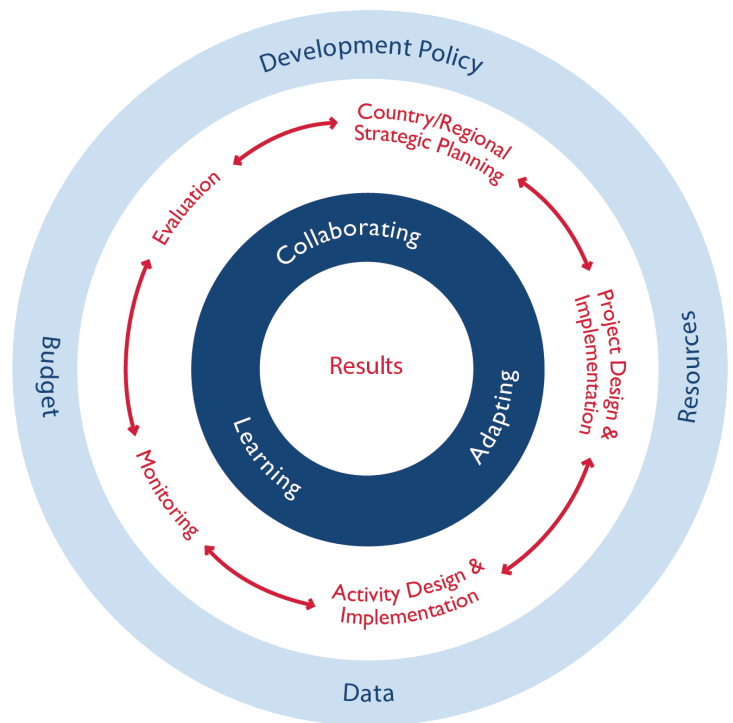 Development Policy
Country/Regional
Strategic Planning
Evaluation
Collaborating
Budget
Results
Project Design &
Implementation
Resources
Adapting
Learning
Monitoring
Activity Design &
Implementation
Data